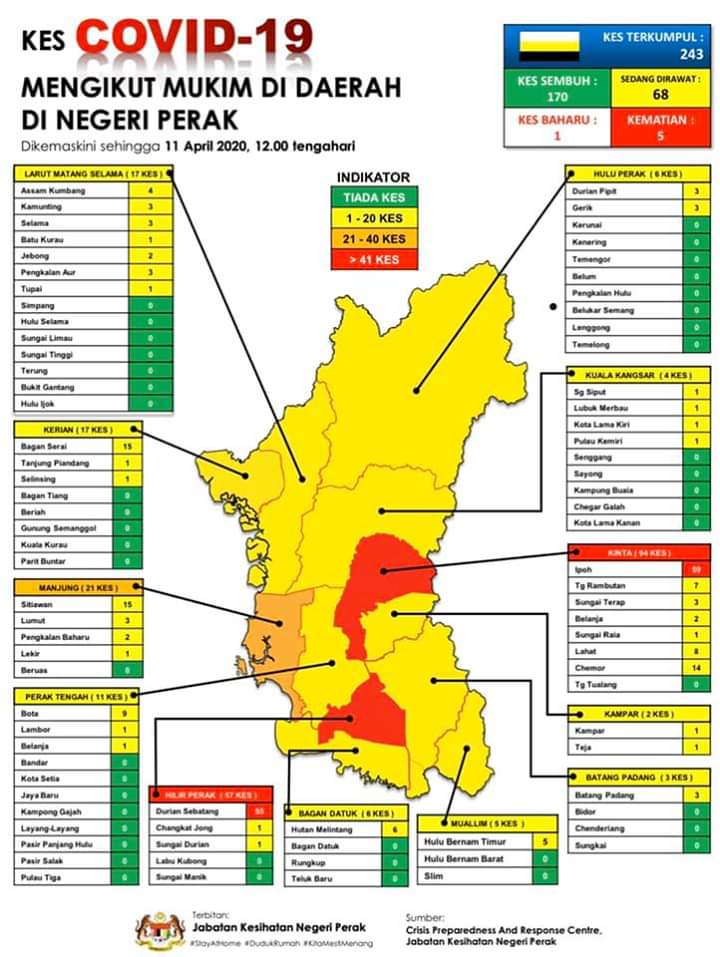 KES COVID-19
MENGIKUT MUKIM DI DAERAH
DI NEGERI PERAK
Dikemaskini sehingga 11 April 2020, 12.00 tengahari
KES TERKUMPUL :
243
KES SEMBUH :
170
SEDANG DIRAWAT :
68
KES BAHARU :
1
KEMATIAN :
5
INDIKATOR
TIADA KES
1 - 20 KES
21 - 40 KES
> 41 KES
LARUT MATANG SELAMA ( 17 KES )
Assam Kumbang 4
Kamunting 3
Selama 3
Batu Kurau 1
Jebong 2
Pengkalan Aur 3
Tupai 1
Simpang 0
Hulu Selama 0
Sungai Limau 0
Sungai Tinggi 0
Terung 0
Bukit Gantang 0
Hulu Ijok 0
KERIAN ( 17 KES )
Bagan Serai 15
Tanjung Piandang 1
Selinsing 1
Bagan Tiang 0
Beriah 0
Gunung Semanggol 0
Kuala Kurau 0
Parit Buntar 0
MANJUNG ( 21 KES )
Sitiawan 15
Lumut 3
Pengkalan Baharu 2
Lekir 1
Beruas 0
PERAK TENGAH ( 11 KES )
Bota 9
Lambor 1
Belanja 1
Bandar 0
Kota Setia 0
Jaya Baru 0
Kampong Gajah 0
Layang-Layang 0
Pasir Panjang Hulu 0
Pasir Salak 0
Pulau Tiga 0
HILIR PERAK ( 57 KES )
Durian Sebatang 55
Changkat Jong 1
Sungai Durian 1
Labu Kubong 0
Sungai Manik 0
BAGAN DATUK ( 6 KES )
Hutan Melintang 6
Bagan Datuk 0
Rungkup 0
Teluk Baru 0
MUALLIM ( 5 KES )
Hulu Bernam Timur 5
Hulu Bernam Barat 0
Slim 0
HULU PERAK ( 6 KES )
Durian Pipit 3
Gerik 3
Kerunai 0
Kenering 0
Temengor 0
Belum 0
Pengkalan Hulu 0
Belukar Semang 0
Lenggong 0
Temelong 0
KUALA KANGSAR ( 4 KES )
Sg Siput 1
Lubuk Merbau 1
Kota Lama Kiri 1
Pulau Kemiri 1
Senggang 0
Sayong 0
Kampung Buaia 0
Chegar Galah 0
Kota Lama Kanan 0
KINTA ( 94 KES )
Ipoh 59
Tg Rambutan 7
Sungai Terap 3
Belanja 2
Sungai Raia 1
Lahat 8
Chemor 14
Tg Tualang 0
KAMPAR ( 2 KES )
Kampar 1
Teja 1
BATANG PADANG ( 3 KES )
Batang Padang 3
Bidor 0
Chenderiang 0
Sungkai 0
Terbitan:
Jabatan Kesihatan Negeri Perak
#StayAtHome #DudukRumah #KitaMestiMenang
Sumber:
Crisis Preparedness And Response Centre,
Jabatan Kesihatan Negeri Perak